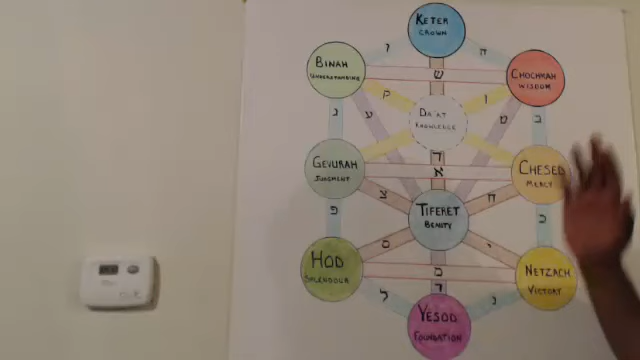 KETER
CROWN
BINAH
UNDERSTANDING
ש
CHOCHMAH
WISDOM
ק
ו
DA'AT
KNOWLEDGE
ע
ט
ב
GEVURAH
JUDGMENT
א
CHESED
MERCY
צ
ח
פ
TIFERET
BEAUTY
כ
ס
י
HOD
SPLENDOUR
מ
NETZACH
VICTORY
ל
YESOD
FOUNDATION